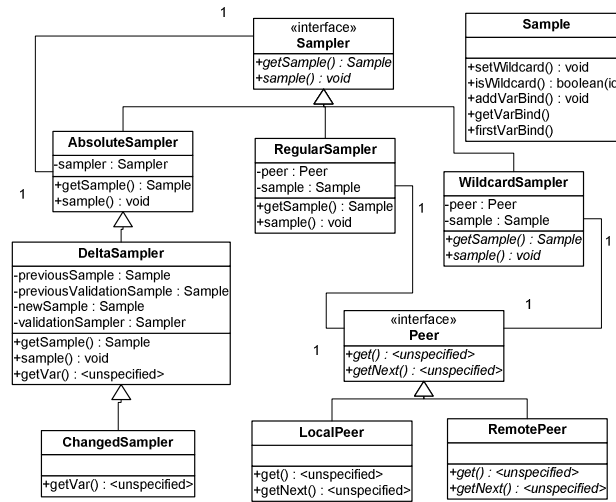 1
«interface»
Sampler
+getSample() : Sample
+sample() : void
Sample
+setWildcard() : void
+isWildcard() : boolean(id
+addVarBind() : void
+getVarBind()
+firstVarBind()
AbsoluteSampler
-sampler : Sampler
+getSample() : Sample
+sample() : void
1
RegularSampler
-peer : Peer
-sample : Sample
+getSample() : Sample
+sample() : void
1
WildcardSampler
-peer : Peer
-sample : Sample
+getSample() : Sample
+sample() : void
1
DeltaSampler
-previousSample : Sample
-previousValidationSample : Sample
-newSample : Sample
-validationSampler : Sampler
+getSample() : Sample
+sample() : void
+getVar() : <unspecified>
1
1
«interface»
Peer
+get() : <unspecified>
+getNext() : <unspecified>
ChangedSampler
+getVar() : <unspecified>
LocalPeer
+get() : <unspecified>
+getNext() : <unspecified>
RemotePeer
+get() : <unspecified>
+getNext() : <unspecified>